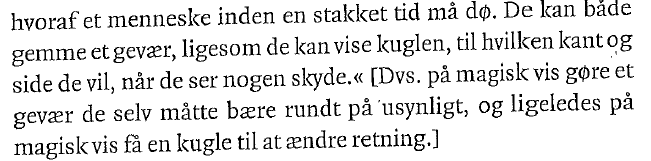 hvoraf et menneske inden en stakket tid må dø. De kan både
gemme et gevær, ligesom de kan vise kuglen, til hvilken kant og
side de vil, når de ser nogen skyde.« [Dvs. på magisk vis gøre et
gevær de selv måtte bære rundt på usynligt, og ligeledes på
magisk vis få en kugle til at ændre retning.]